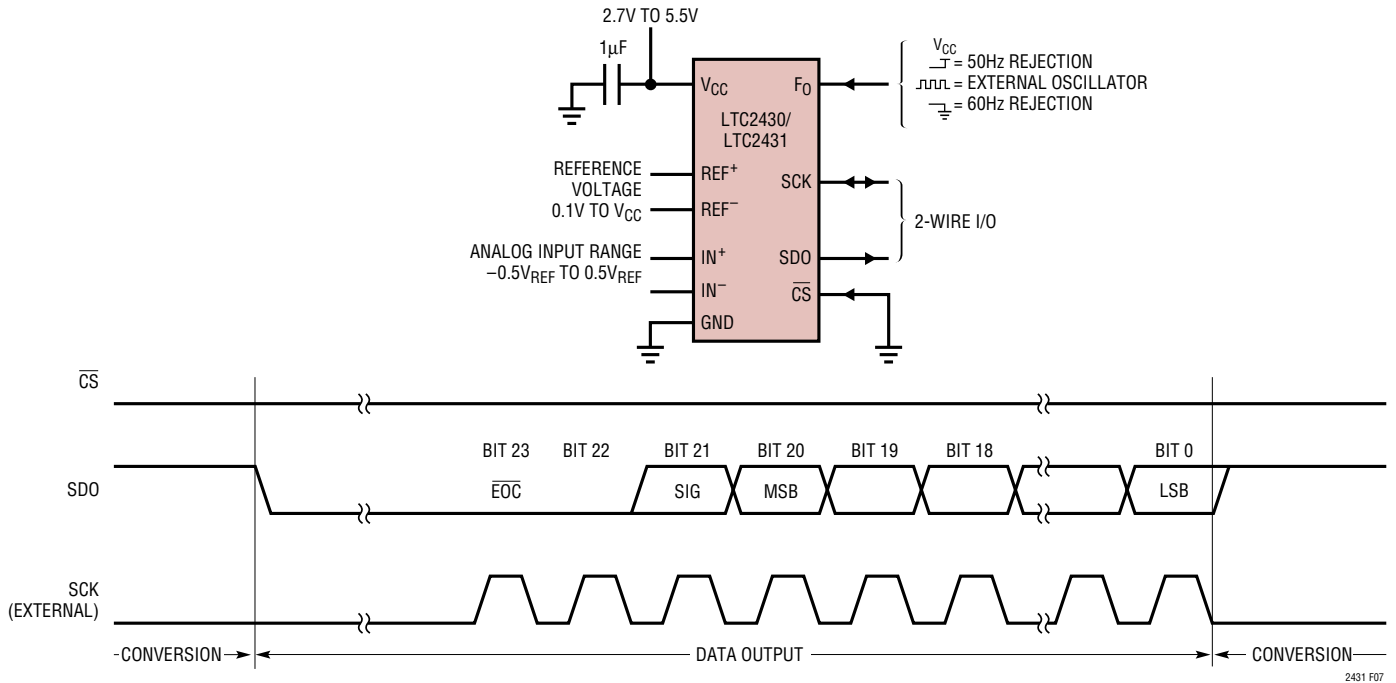 2.7V TO 5.5V
1µF
VCC
LTC2430/
LTC2431
FO
VCC
= 50Hz REJECTION
= EXTERNAL OSCILLATOR
= 60Hz REJECTION
REFERENCE
VOLTAGE
0.1V TO VCC
REF+
REF−
SCK
2-WIRE I/O
ANALOG INPUT RANGE
−0.5VREF TO 0.5VREF
IN+
IN−
SDO
CS
GND
CS
BIT 23 BIT 22 BIT 21 BIT 20 BIT 19 BIT 18 BIT 0
SDO
EOC SIG MSB LSB
SCK
(EXTERNAL)
CONVERSION DATA OUTPUT CONVERSION
2431 F07